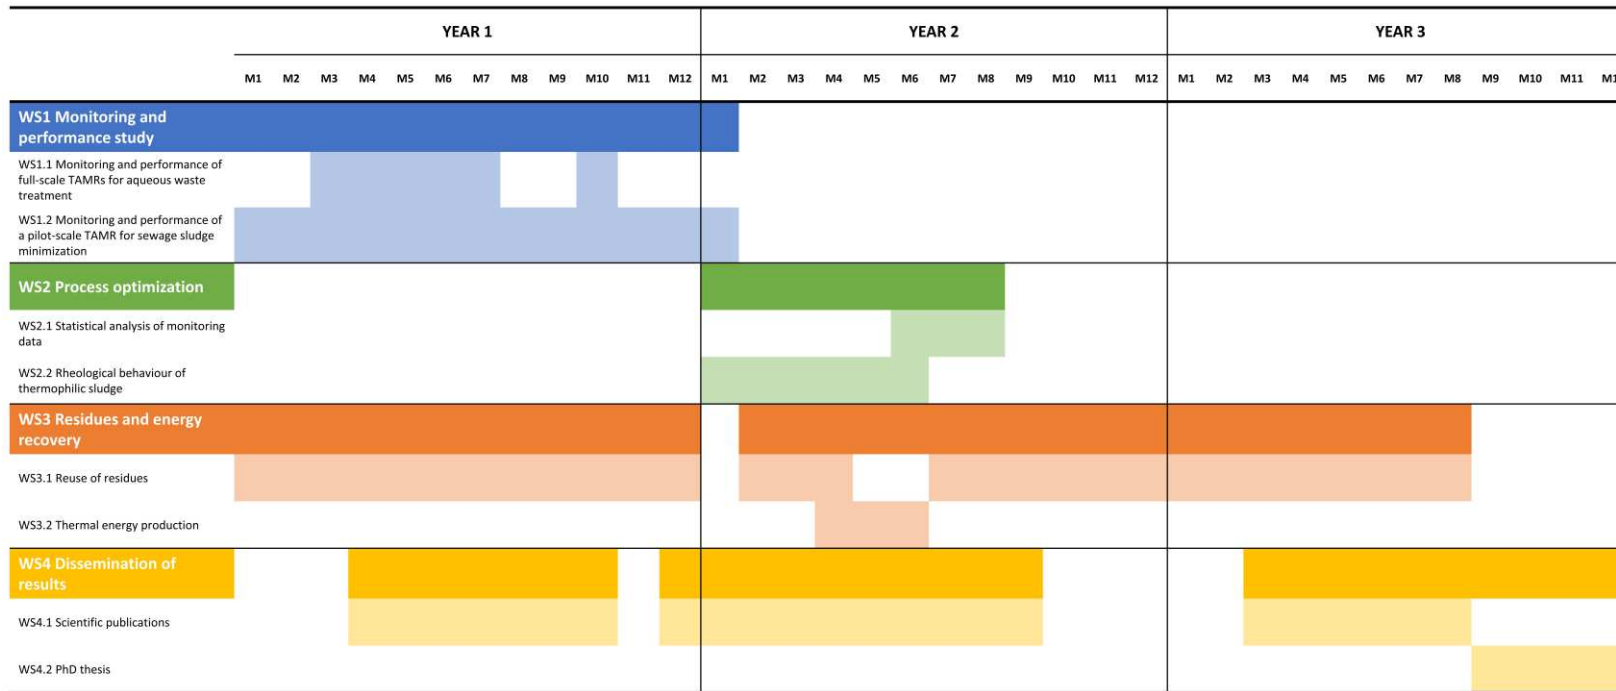 YEAR 1 YEAR 2 YEAR 3
M1 M2 M3 M4 M5 M6 M7 M8 M9 M10 M11 M12 M1 M2 M3 M4 M5 M6 M7 M8 M9 M10 M11 M12 M1 M2 M3 M4 M5 M6 M7 M8 M9 M10 M11 M1
WS1 Monitoring and
performance study
WS1.1 Monitoring and performance of
full-scale TAMRs for aqueous waste
treatment
WS1.2 Monitoring and performance of
a pilot-scale TAMR for sewage sludge
minimization
WS2 Process optimization
WS2.1 Statistical analysis of monitoring
data
WS2.2 Rheological behaviour of
thermophilic sludge
WS3 Residues and energy
recovery
WS3.1 Reuse of residues
WS3.2 Thermal energy production
WS4 Dissemination of
results
WS4.1 Scientific publications
WS4.2 PhD thesis